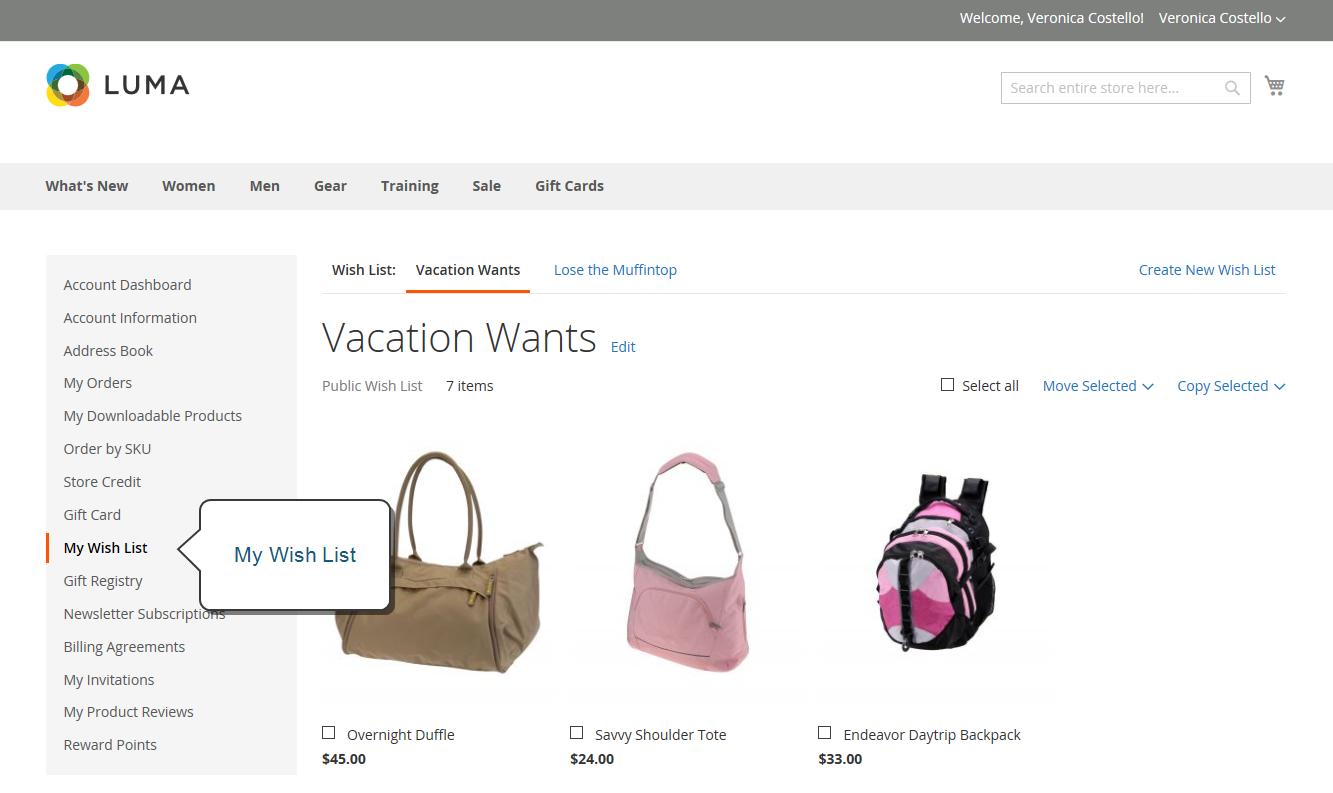 Welcome, Veronica Costello! Veronica Costello
LUMA
Search entire store here...
What's New Women Men Gear Training Sale Gift Cards
Account Dashboard
Account Information
Address Book
My Orders
My Downloadable Products
Order by SKU
Store Credit
Gift Card
My Wish List
Gift Registry
Newsletter Subscriptions
Billing Agreements
My Invitations
My Product Reviews
Reward Points
My Wish List
Wish List: Vacation Wants Lose the Muffintop Create New Wish List
Vacation Wants Edit
Public Wish List 7 items Select all Move Selected Copy Selected
Overnight Duffle
$45.00
Savvy Shoulder Tote
$24.00
Endeavor Daytrip Backpack
$33.00